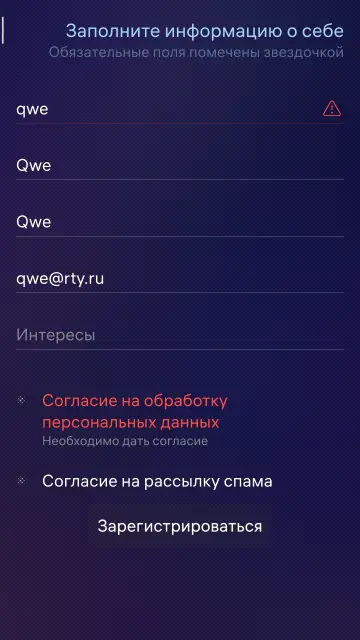 Заполните информацию о себе
Обязательные поля помечены звездочкой
qwe
Qwe
Qwe
qwe@rty.ru
Интересы
Согласие на обработку
персональных данных
Необходимо дать согласие
Согласие на рассылку спама
Зарегистрироваться